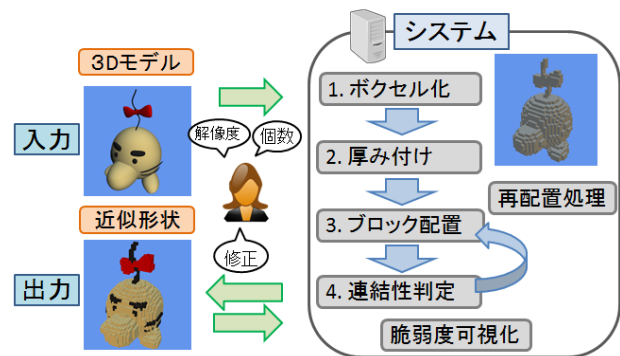 システム
3Dモデル
入力
解像度
個数
1. ボクセル化
2. 厚み付け
再配置処理
近似形状
3. ブロック配置
修正
出力
4. 連結性判定
脆弱度可視化